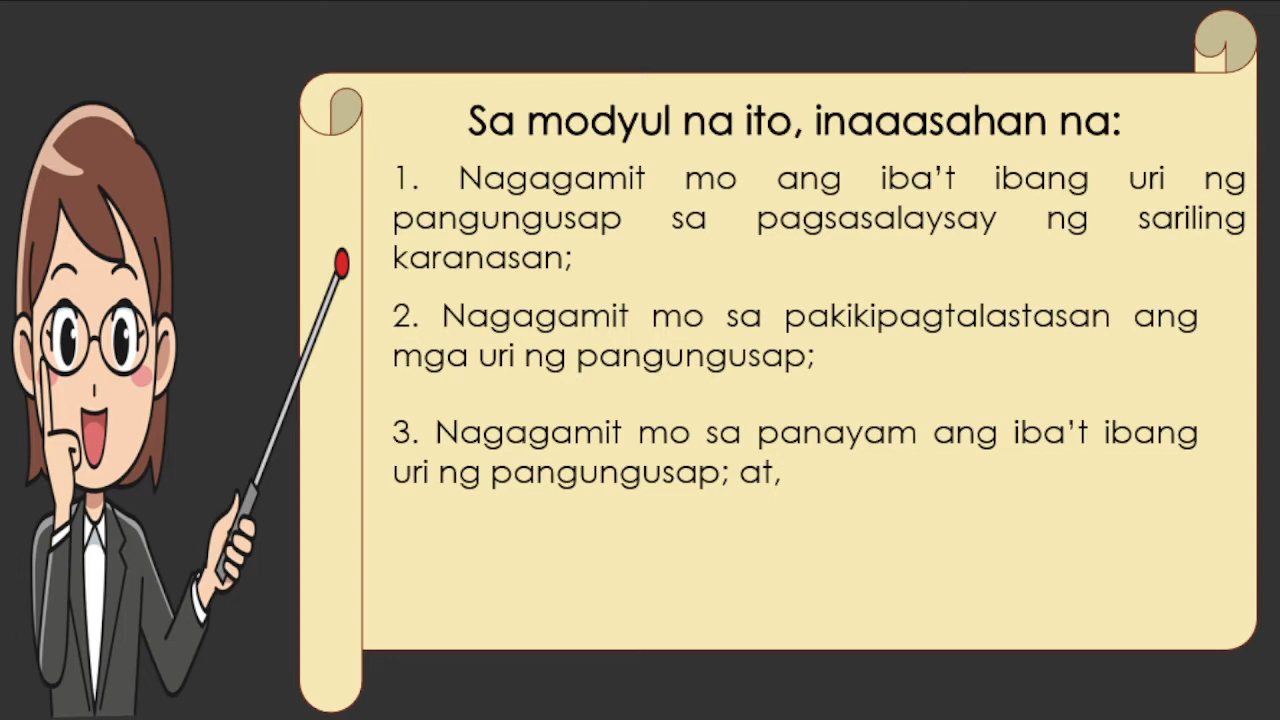 Sa modyul na ito, inaaasahan na:
1. Nagagamit mo ang iba't ibang uri ng
pangungusap sa pagsasalaysay ng sariling
karanasan;
2. Nagagamit mo sa pakikipagtalastasan ang
mga uri ng pangungusap;
3. Nagagamit mo sa panayam ang iba't ibang
uri ng pangungusap; at,